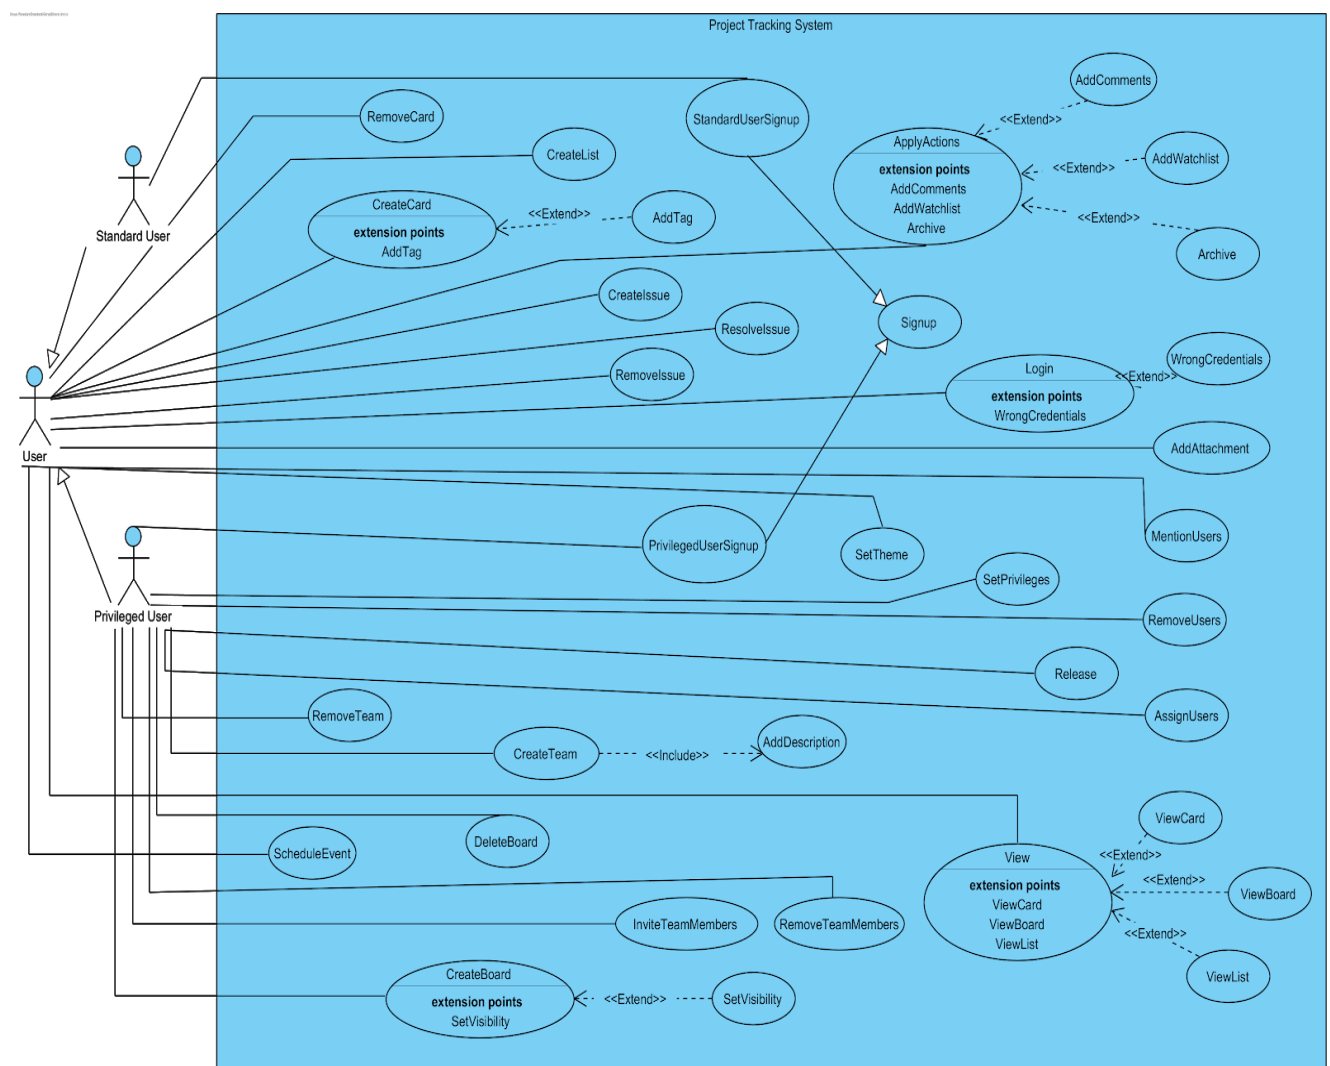 Project Tracking System
AddComments
<<Extend>>
RemoveCard
StandardUserSignup
ApplyActions
extension points
AddComments
AddWatchlist
Archive
CreateList
AddWatchlist
<<Extend>>
CreateCard
extension points
AddTag
<<Extend>>
AddTag
<<Extend>>
Standard User
Archive
CreateIssue
Signup
ResolveIssue
RemoveIssue
Login
extension points
WrongCredentials
<<Extend>>
WrongCredentials
User
AddAttachment
MentionUsers
PrivilegedUserSignup
SetTheme
SetPrivileges
Privileged User
RemoveUsers
Release
RemoveTeam
AssignUsers
CreateTeam
<<Include>>
AddDescription
ViewCard
DeleteBoard
ScheduleEvent
View
extension points
ViewCard
ViewBoard
ViewList
<<Extend>>
<<Extend>>
ViewBoard
<<Extend>>
InviteTeamMembers
RemoveTeamMembers
ViewList
CreateBoard
extension points
SetVisibility
<<Extend>>
SetVisibility